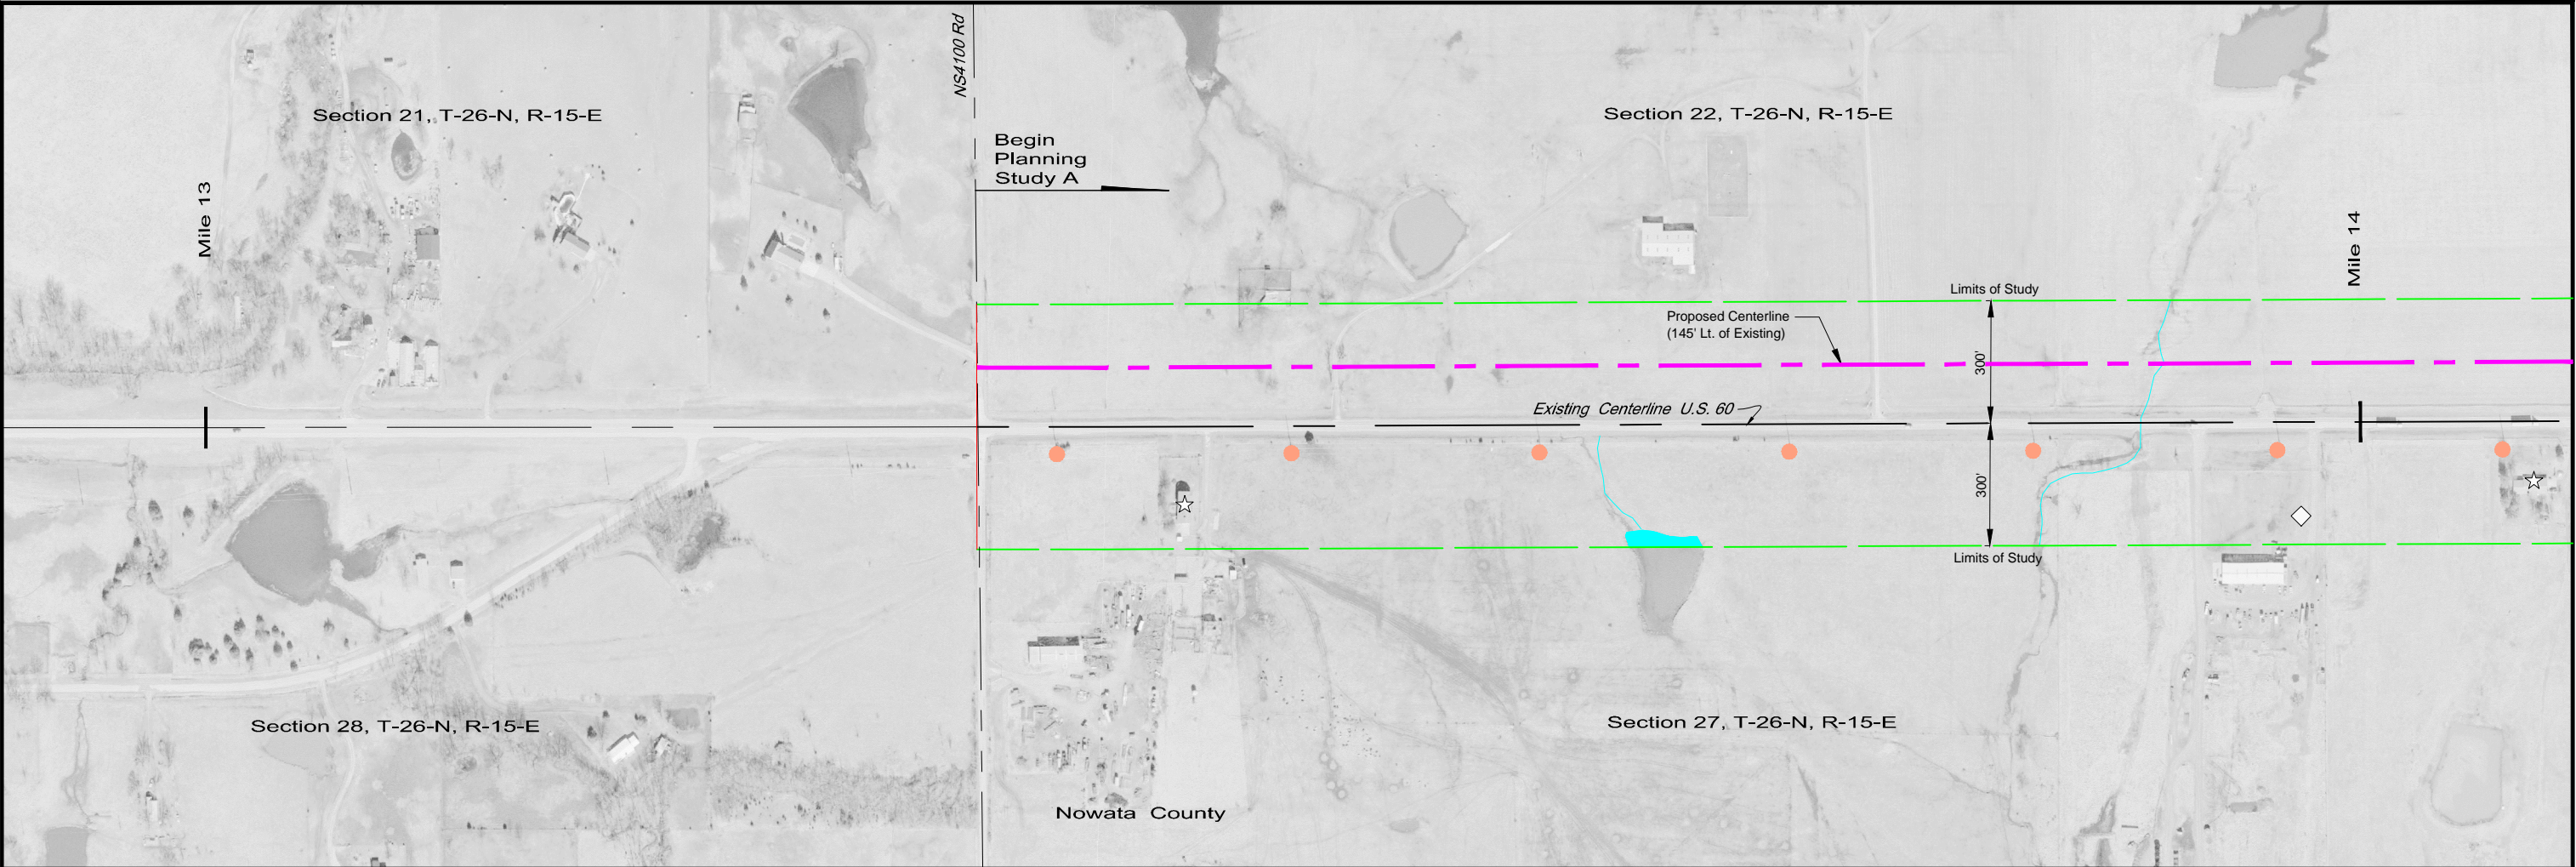 NS4100 Rd
Section 21, T-26-N, R-15-E
Section 22, T-26-N, R-15-E
Begin
Planning
Study A
Mile 13
Mile 14
Limits of Study
Proposed Centerline
(145' Lt. of Existing)
300'
Existing Centerline U.S. 60
300'
Limits of Study
Section 28, T-26-N, R-15-E
Section 27, T-26-N, R-15-E
Nowata County